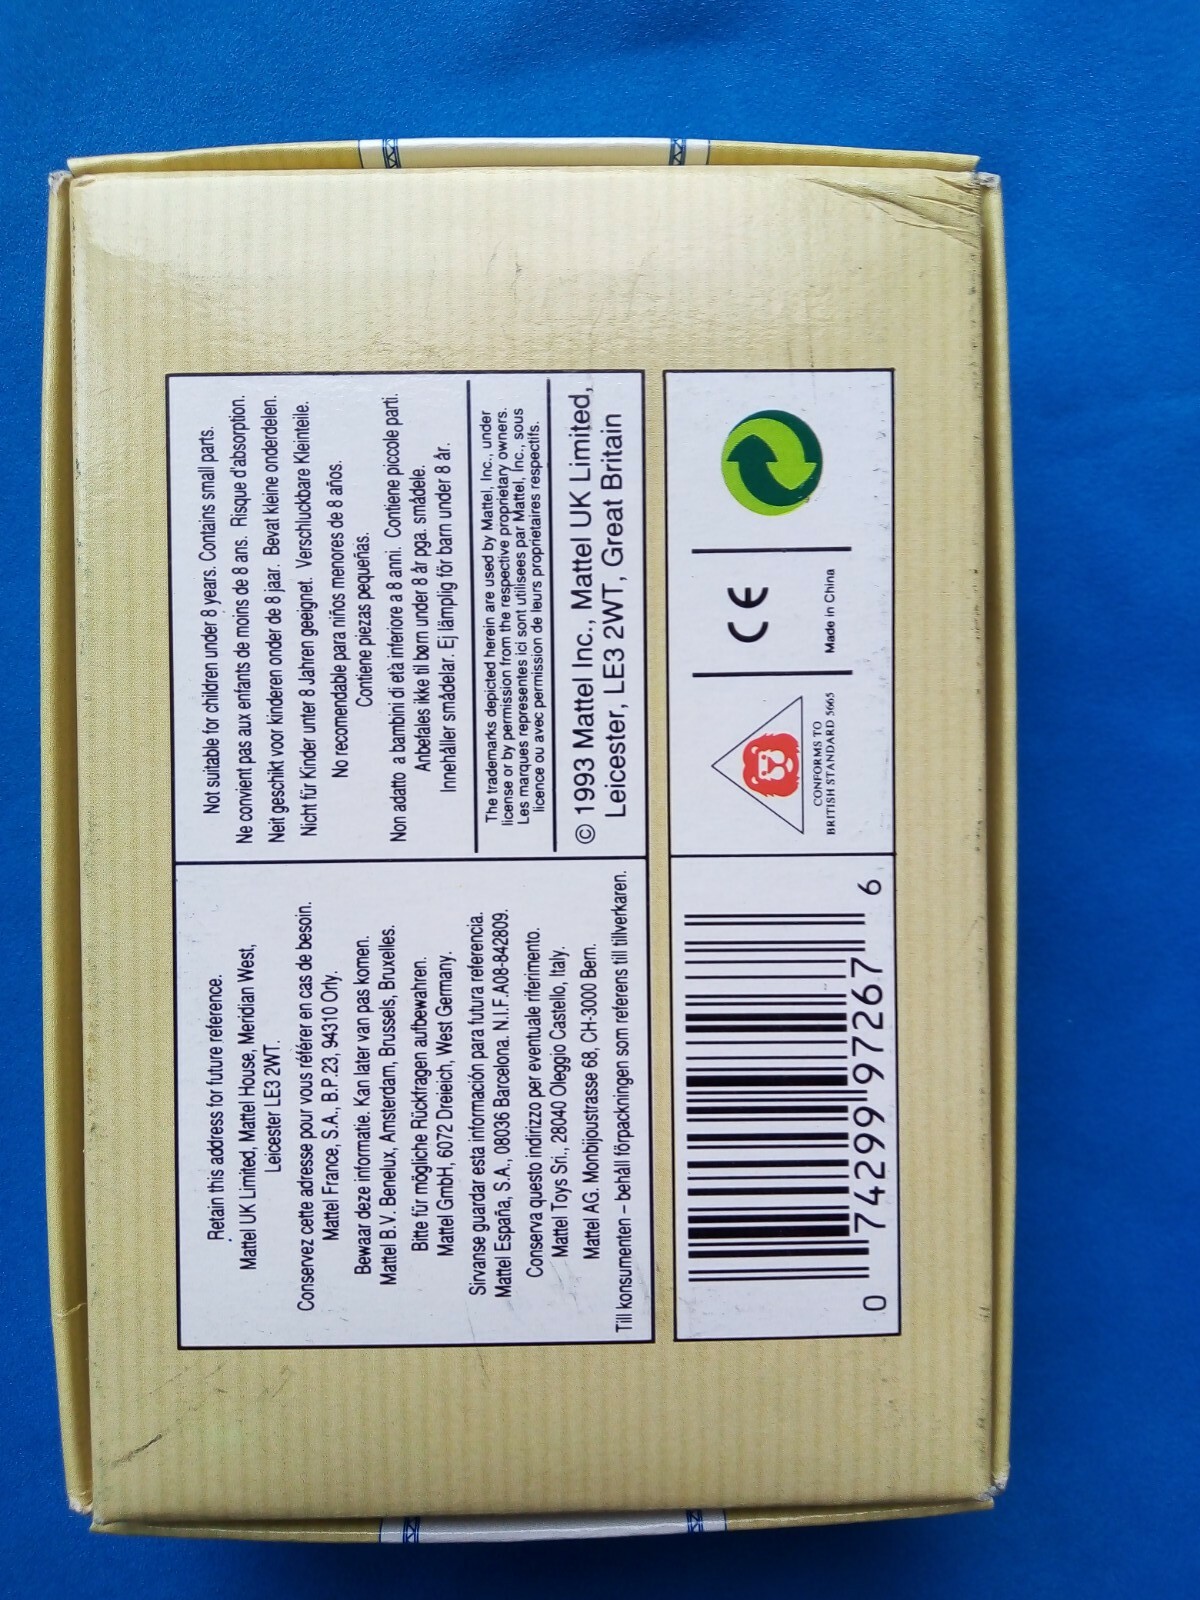 Retain this address for future reference.
Mattel UK Limited, Mattel House, Meridian West,
Leicester LE3 2WT.
Conservez cette adresse pour vous référer en cas de besoin.
Mattel France, S.A., B.P.23, 94310 Orly.
Bewaar deze informatie. Kan later van pas komen.
Mattel B.V. Benelux, Amsterdam, Brussels, Bruxelles.
Bitte für mögliche Rückfragen aufbewahren.
Mattel GmbH, 6072 Dreieich, West Germany.
Sirvanse guardar esta información para futura referencia.
Mattel España, S.A., 08036 Barcelona. N.I.F. A08-842809.
Conserva questo indirizzo per eventuale riferimento.
Mattel Toys Sri., 28040 Oleggio Castello, Italy.
Mattel AG. Monbijoustrasse 68, CH-3000 Bern.
Till konsumenten – behåll förpackningen som referens till tillverkaren.
Not suitable for children under 8 years. Contains small parts.
Ne convient pas aux enfants de moins de 8 ans. Risque d'absorption.
Neit geschikt voor kinderen onder de 8 jaar. Bevat kleine onderdelen.
Nicht für Kinder unter 8 Jahren geeignet. Verschluckbare Kleinteile.
No recomendable para niños menores de 8 años.
Contiene piezas pequeñas.
Non adatto a bambini di età inferiore a 8 anni. Contiene piccole parti.
Anbefales ikke til børn under 8 år pga. smådele.
Innehåller smådelar. Ej lämplig för barn under 8 år.
The trademarks depicted herein are used by Mattel, Inc., under
license or by permission from the respective proprietary owners.
Les marques representes ici sont utilisees par Mattel, Inc., sous
licence ou avec permission de leurs proprietaires respectifs.
© 1993 Mattel Inc., Mattel UK Limited,
Leicester, LE3 2WT, Great Britain
0 74299 97267 6
CONFORMS TO
BRITISH STANDARD 5665
CE
Made in China